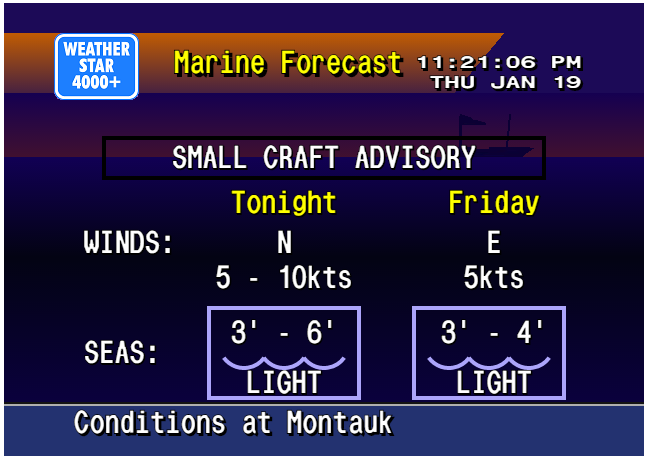 WEATHER
STAR
4000+
Marine Forecast
11:21:06 PM
THU JAN 19
SMALL CRAFT ADVISORY
Tonight Friday
WINDS: N E
5 - 10kts 5kts
SEAS: 3' - 6' 3' - 4'
LIGHT LIGHT
Conditions at Montauk